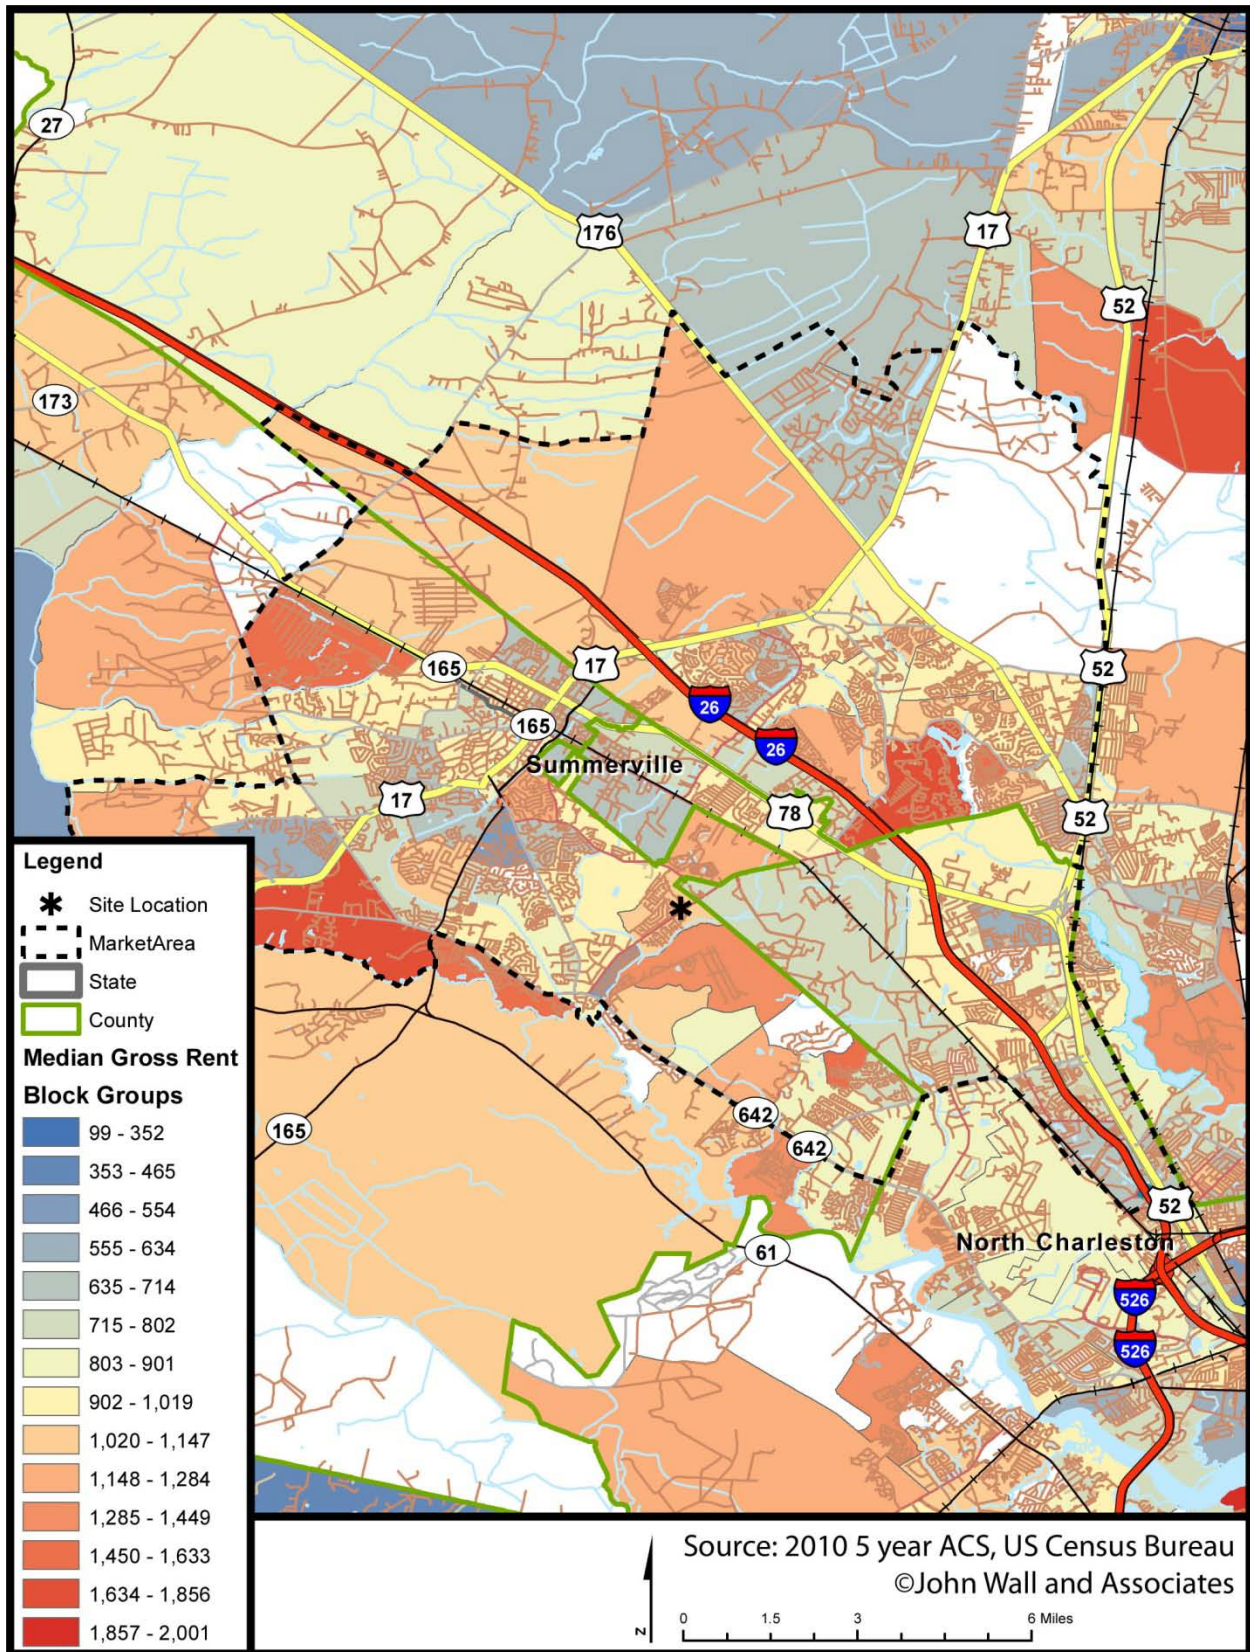 27
176
17
52
173
52
165
17
26
165
26
Summerville
78
17
52
642
165
642
52
61
North Charleston
526
526
Legend
Site Location
MarketArea
State
County
Median Gross Rent
Block Groups
99 - 352
353 - 465
466 - 554
555 - 634
635 - 714
715 - 802
803 - 901
902 - 1,019
1,020 - 1,147
1,148 - 1,284
1,285 - 1,449
1,450 - 1,633
1,634 - 1,856
1,857 - 2,001
Source: 2010 5 year ACS, US Census Bureau
©John Wall and Associates
N
0 1.5 3 6 Miles